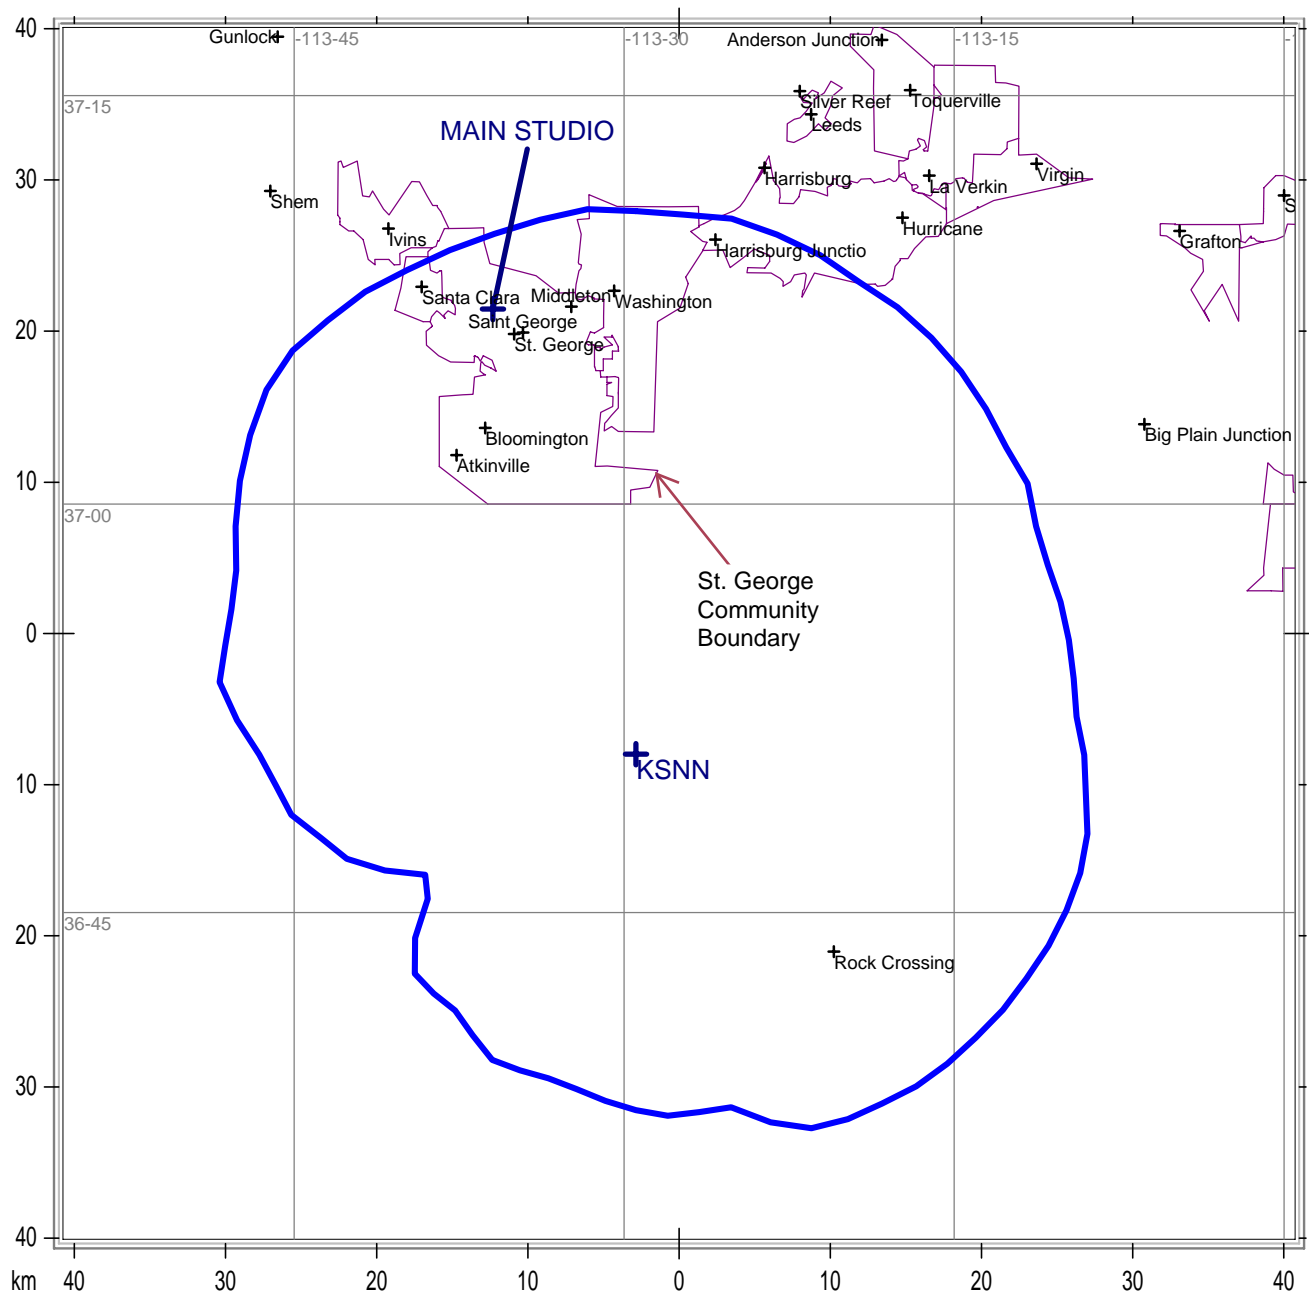 40
Gunlock
-113-45
-113-30
Anderson Junction
-113-15
37-15
Silver Reef
Toquerville
Leeds
MAIN STUDIO
30
Shem
Harrisburg
La Verkin
Virgin
S
Ivins
Hurricane
Harrisburg Junctio
Grafton
Santa Clara
Middleton
Washington
20
Saint George
St. George
Bloomington
Big Plain Junction
Atkinville
10
37-00
St. George
Community
Boundary
0
KSNN
10
36-45
20
Rock Crossing
30
40
km 40 30 20 10 0 10 20 30 40